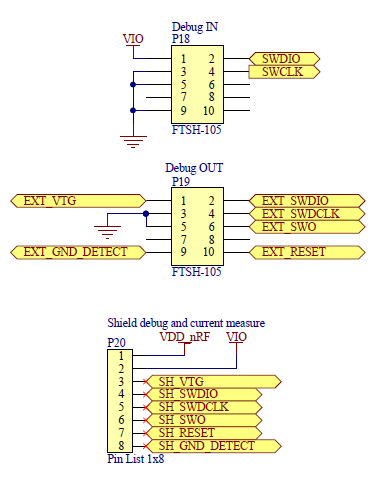 Debug IN
VIO P18
1 2 SWDIO
3 4 SWCLK
5 6
7 8
9 10
FTSH-105
Debug OUT
P19
EXT_VTG 1 2 EXT_SWDIO
3 4 EXT_SWDCLK
5 6 EXT_SWO
7 8
EXT_GND_DETECT 9 10 EXT_RESET
FTSH-105
Shield debug and current measure
P20 VDD_nRF VIO
1
2
3 SH_VTG
4 SH_SWDIO
5 SH_SWDCLK
6 SH_SWO
7 SH_RESET
8 SH_GND_DETECT
Pin List 1x8